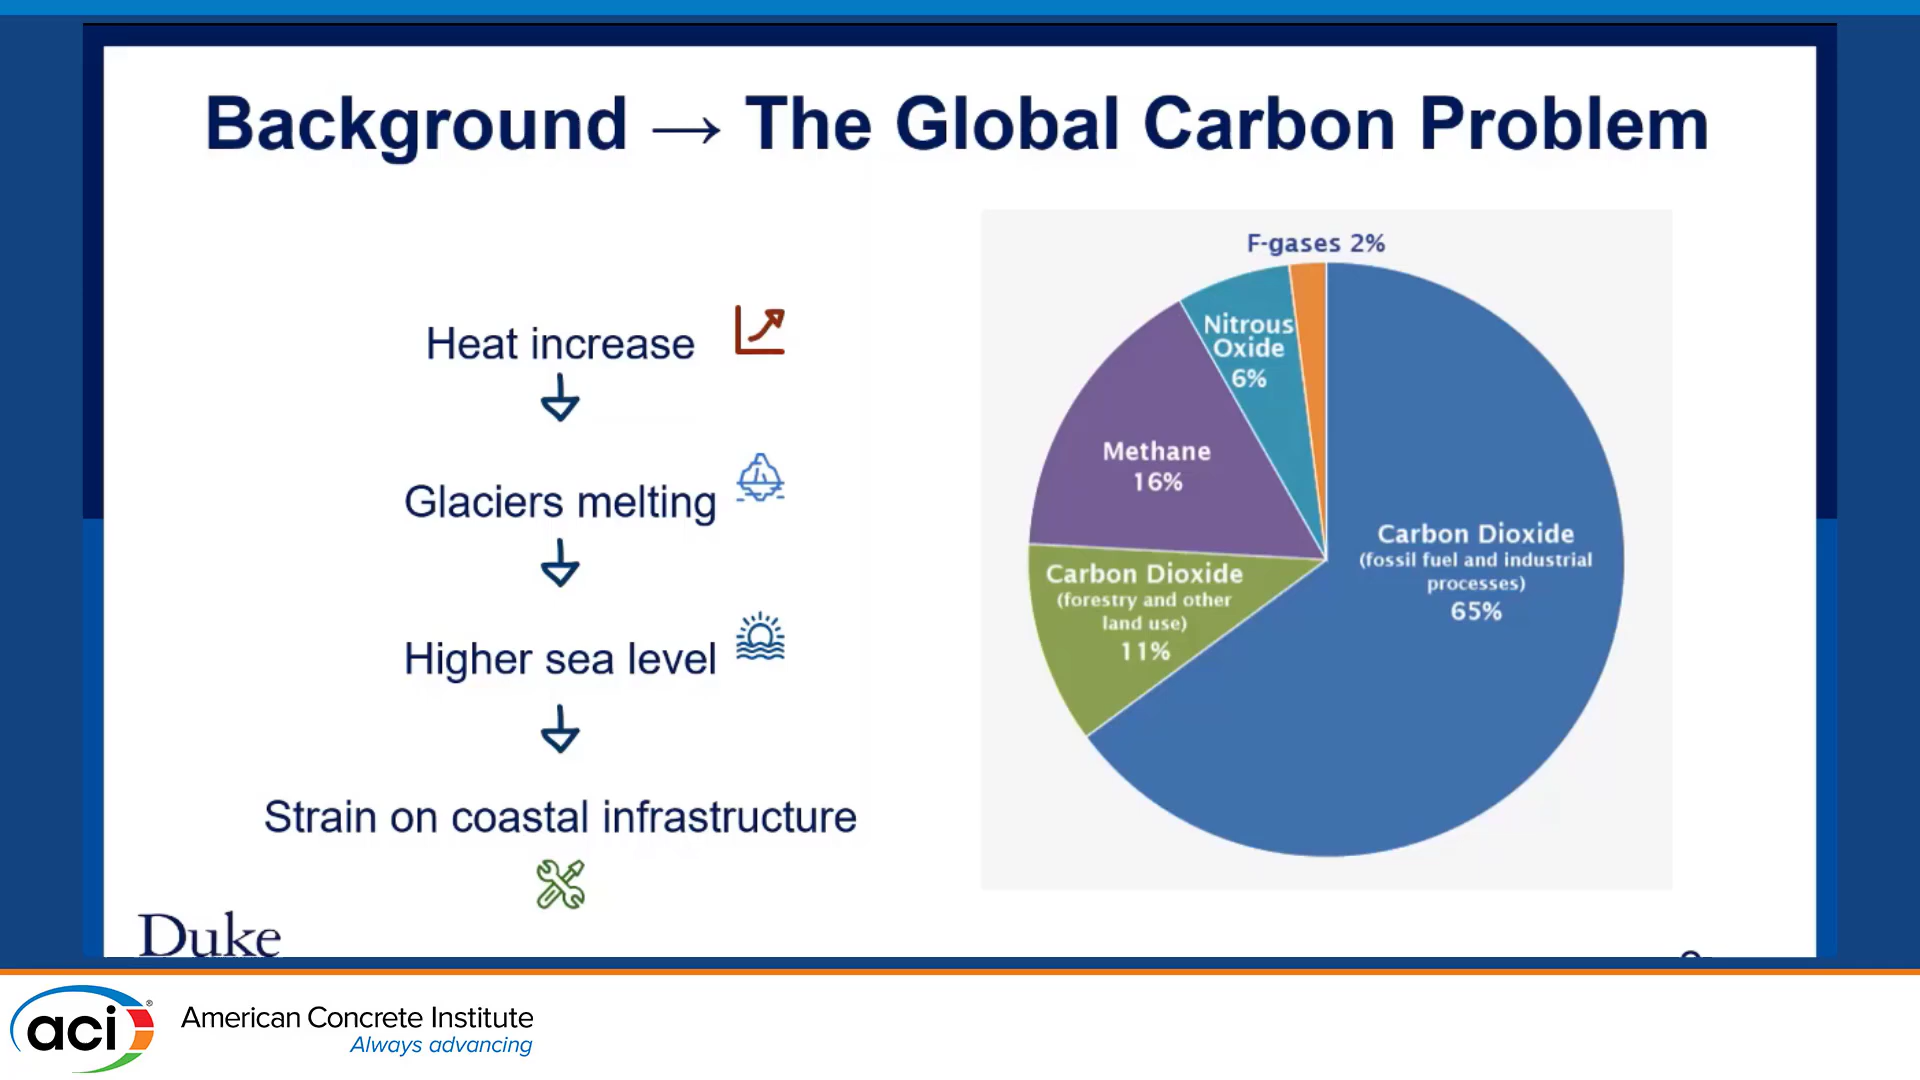 Background → The Global Carbon Problem
Heat increase
Glaciers melting
Higher sea level
Strain on coastal infrastructure
F-gases 2%
Nitrous
Oxide
6%
Methane
16%
Carbon Dioxide
(forestry and other
land use)
11%
Carbon Dioxide
(fossil fuel and industrial
processes)
65%
Duke
aci®
American Concrete Institute
Always advancing